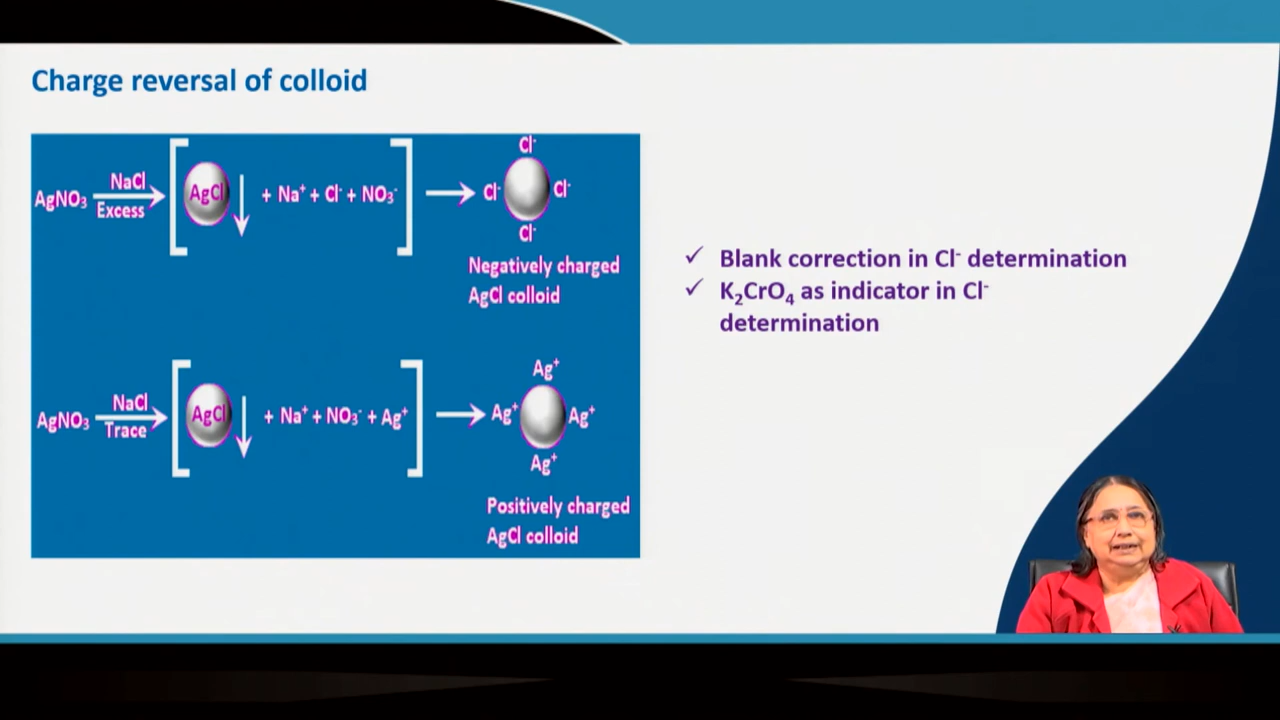 Charge reversal of colloid
AgNO₃ NaCl Excess [ AgCl ↓ + Na⁺ + Cl⁻ + NO₃⁻ ] → Cl⁻ Cl⁻ Cl⁻ Cl⁻
Negatively charged
AgCl colloid
AgNO₃ NaCl Trace [ AgCl ↓ + Na⁺ + NO₃⁻ + Ag⁺ ] → Ag⁺ Ag⁺ Ag⁺ Ag⁺
Positively charged
AgCl colloid
✓ Blank correction in Cl⁻ determination
✓ K₂CrO₄ as indicator in Cl⁻
determination